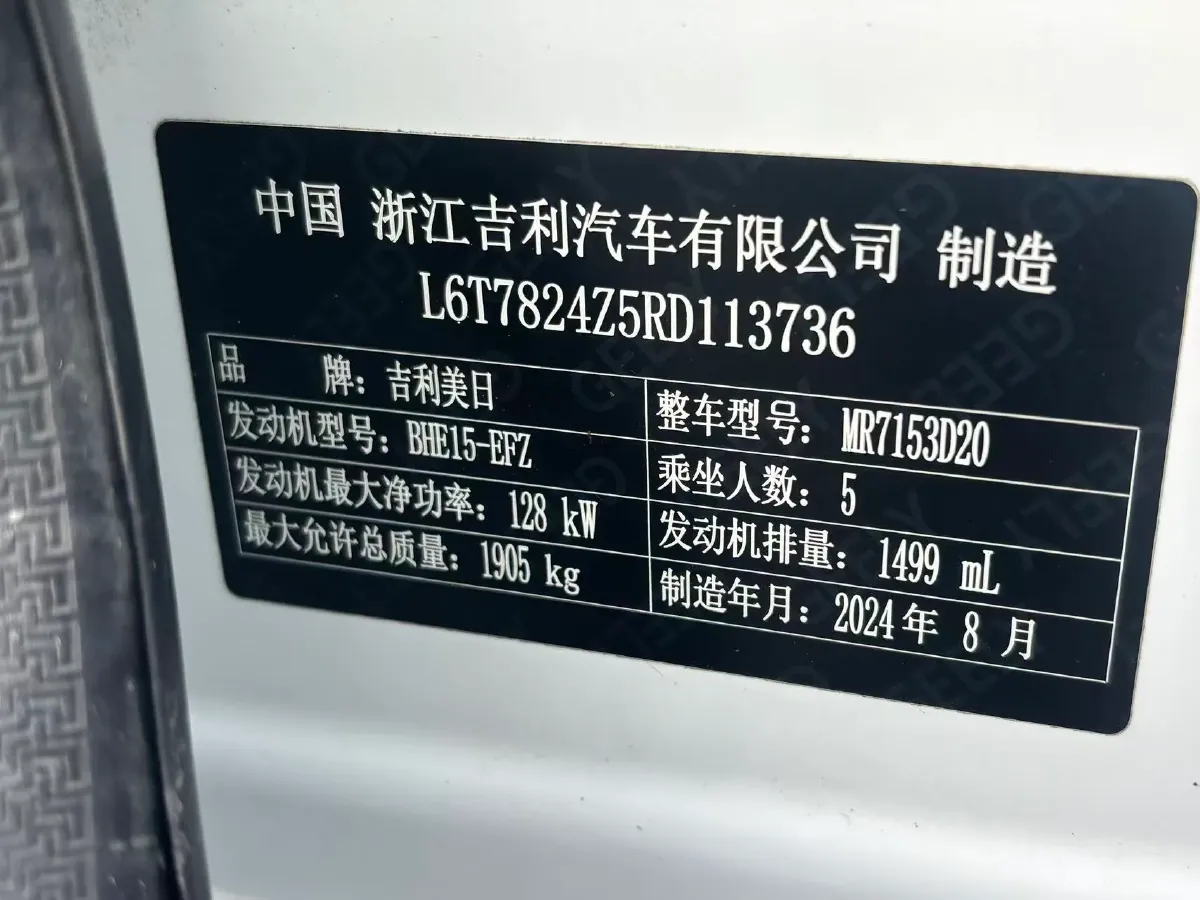 中国 浙江吉利汽车有限公司 制造
L6T7824Z5RD113736
品 牌：吉利美日
整车型号：MR7153D20
发动机型号：BHE15-EFZ
乘坐人数：5
发动机最大净功率：128 kW
发动机排量：1499 mL
最大允许总质量：1905 kg
制造年月：2024年 8 月